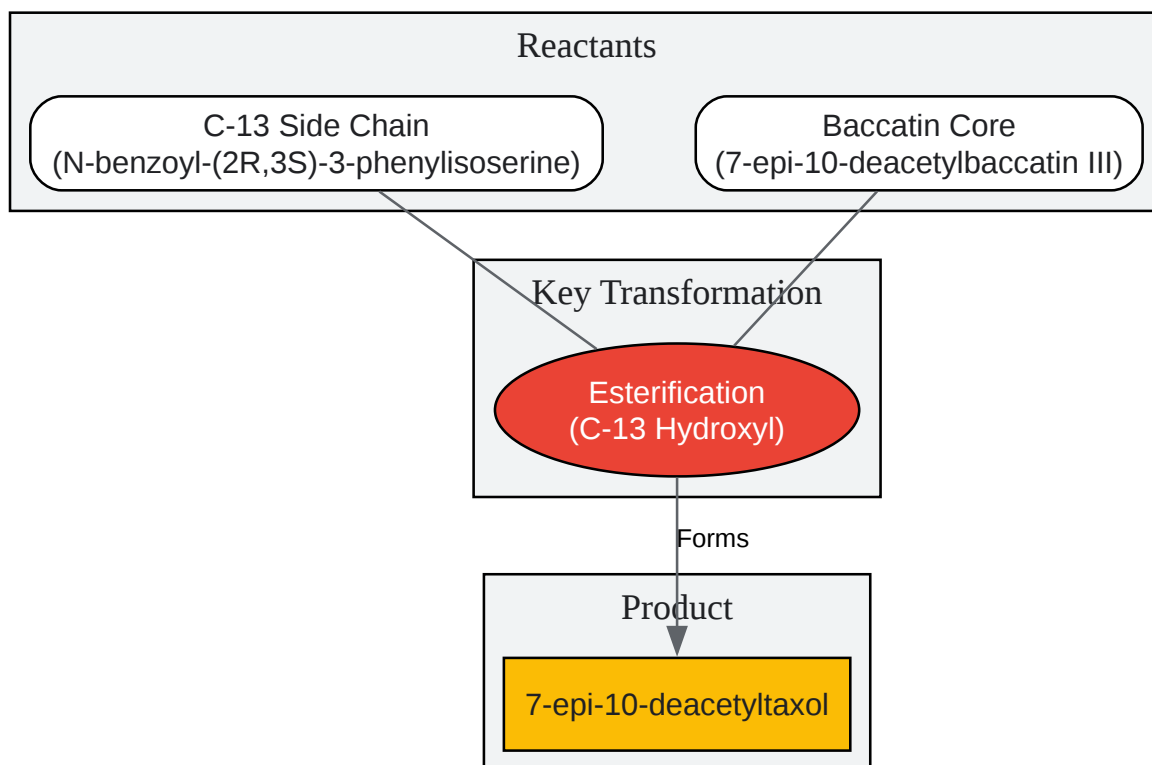 Reactants
C-13 Side Chain
(N-benzoyl-(2R,3S)-3-phenylisoserine)
Baccatin Core
(7-epi-10-deacetylbaccatin III)
Key Transformation
Esterification
(C-13 Hydroxyl)
Forms
Product
7-epi-10-deacetyltaxol